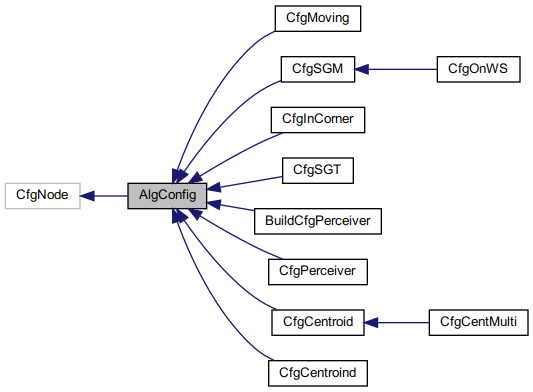 CfgMoving
CfgSGM
CfgOnWS
CfgInCorner
CfgSGT
CfgNode
AlgConfig
BuildCfgPerceiver
CfgPerceiver
CfgCentroid
CfgCentMulti
CfgCentroind